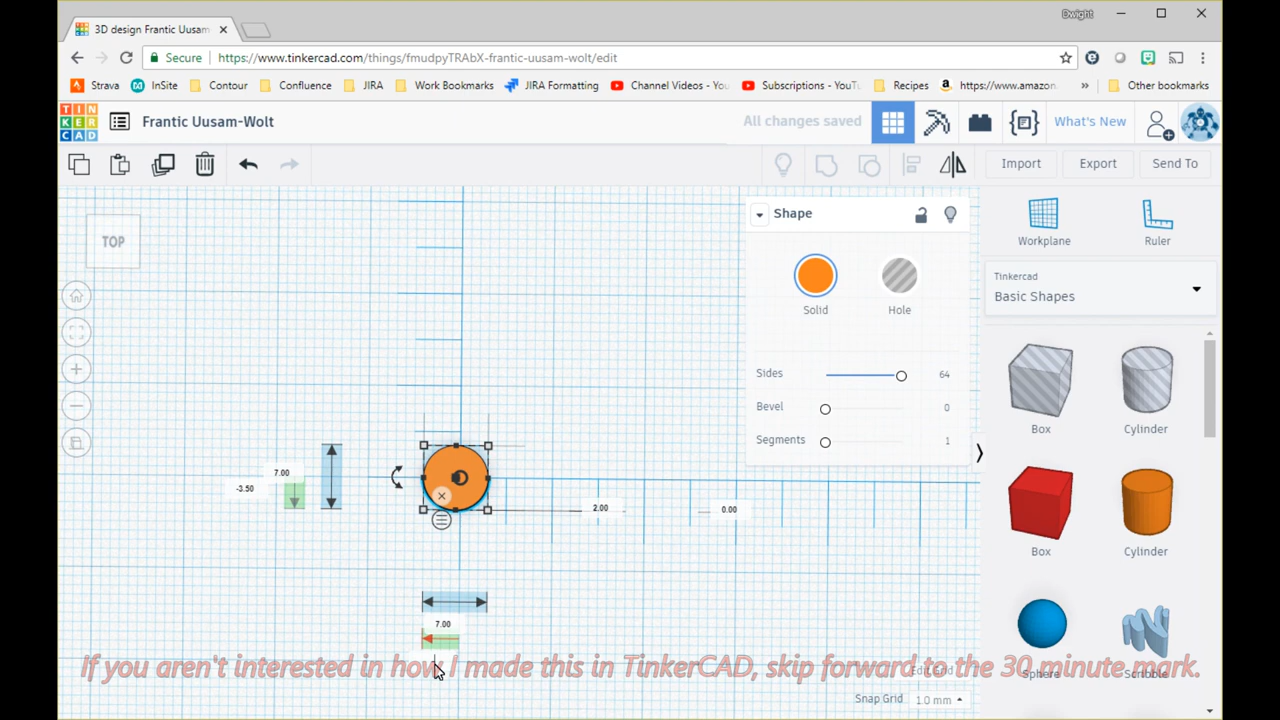 Dwight
3D design Frantic Uusam
Secure
https://www.tinkercad.com/things/fmudpyTRAbX-frantic-uusam-wolt/edit
Strava InSite Contour Confluence JIRA Work Bookmarks JIRA Formatting Channel Videos - You Subscriptions - YouTu Recipes https://www.amazon. » Other bookmarks
TIN
KER
CAD
Frantic Uusam-Wolt
All changes saved
What's New
Import
Export
Send To
TOP
Shape
Solid
Hole
Sides 64
Bevel 0
Segments 1
Workplane
Ruler
Tinkercad
Basic Shapes
Box
Cylinder
Box
Cylinder
Sphere
Scribble
7.00
-3.50
2.00
0.00
7.00
If you aren't interested in how I made this in TinkerCAD, skip forward to the 30 minute mark.
Edit Grid
Snap Grid 1.0 mm